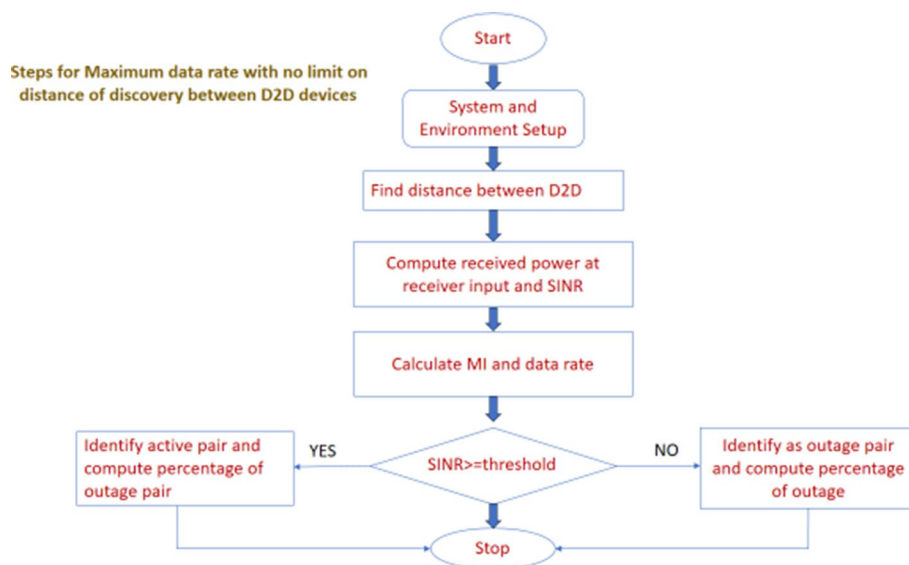 Start
Steps for Maximum data rate with no limit on
distance of discovery between D2D devices
System and
Environment Setup
Find distance between D2D
Compute received power at
receiver input and SINR
Calculate MI and data rate
Identify active pair and
compute percentage of
outage pair
YES
SINR>=threshold
NO
Identify as outage pair
and compute percentage
of outage
Stop